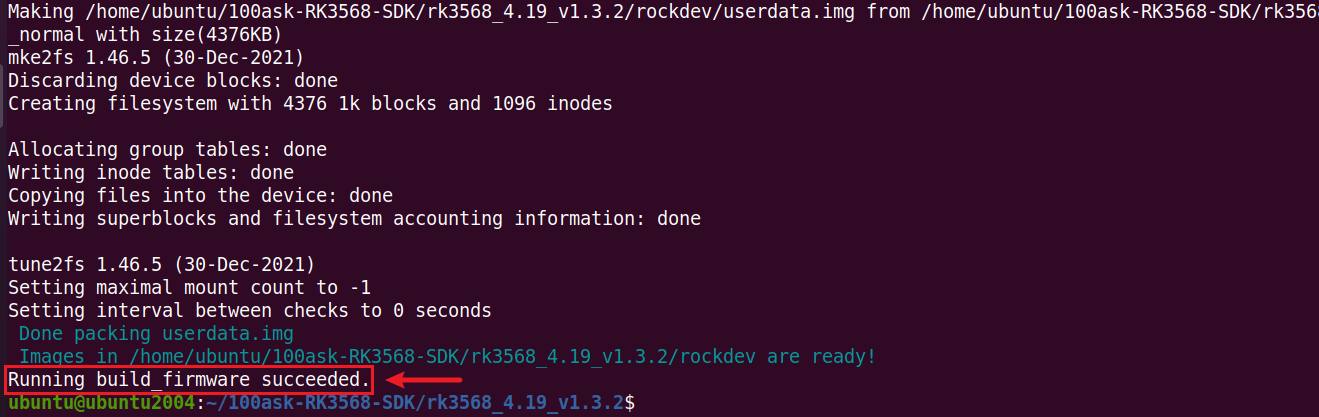 Making /home/ubuntu/100ask-RK3568-SDK/rk3568_4.19_v1.3.2/rockdev/userdata.img from /home/ubuntu/100ask-RK3568-SDK/rk3568
_normal with size(4376KB)
mke2fs 1.46.5 (30-Dec-2021)
Discarding device blocks: done
Creating filesystem with 4376 1k blocks and 1096 inodes
Allocating group tables: done
Writing inode tables: done
Copying files into the device: done
Writing superblocks and filesystem accounting information: done
tune2fs 1.46.5 (30-Dec-2021)
Setting maximal mount count to -1
Setting interval between checks to 0 seconds
Done packing userdata.img
Images in /home/ubuntu/100ask-RK3568-SDK/rk3568_4.19_v1.3.2/rockdev are ready!
Running build_firmware succeeded.
ubuntu@ubuntu2004:~/100ask-RK3568-SDK/rk3568_4.19_v1.3.2$